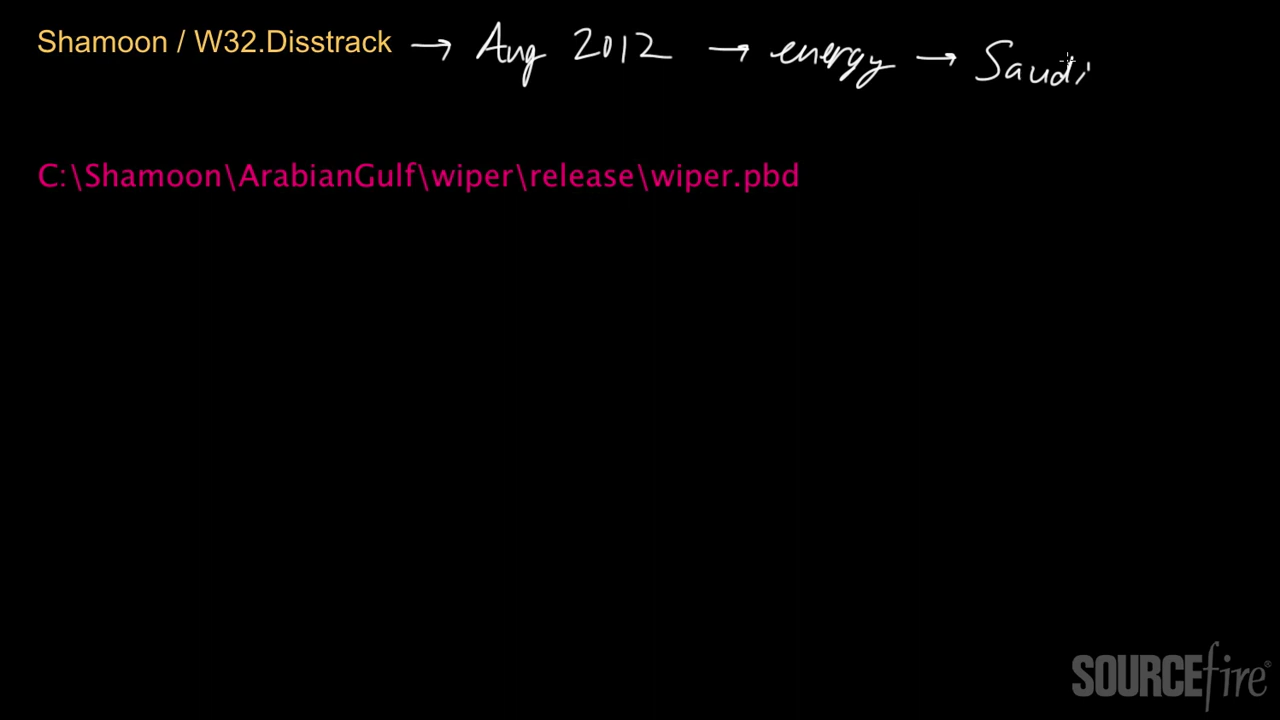 Shamoon / W32.Disstrack → Aug 2012 → energy → Saudi
C:\Shamoon\ArabianGulf\wiper\release\wiper.pbd
SOURCEfire®